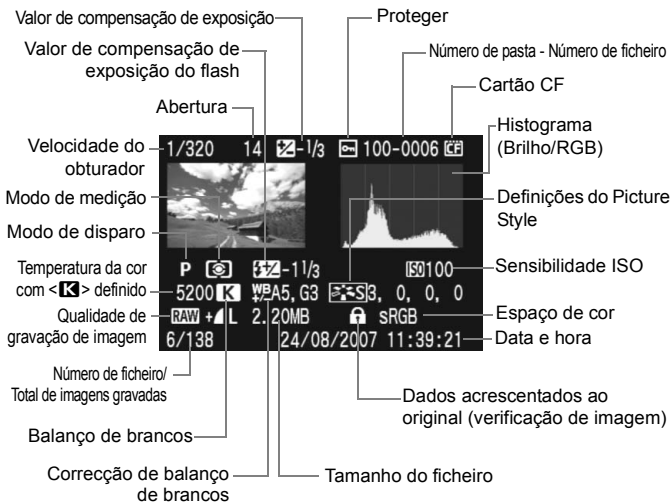 Valor de compensação de exposição
Proteger
Valor de compensação de
exposição do flash
Número de pasta - Número de ficheiro
Cartão CF
Abertura
Histograma
(Brilho/RGB)
Velocidade do
obturador
1/320 14 -1/3 100-0006 CF
Modo de medição
Definições do Picture
Style
Modo de disparo
P -1 1/3 ISO 100
Sensibilidade ISO
Temperatura da cor
com <K> definido
5200 K WB A5, G3 S 3, 0, 0, 0
Qualidade de
gravação de imagem
RAW + L 2.20MB sRGB
Espaço de cor
6/138 24/08/2007 11:39:21
Data e hora
Número de ficheiro/
Total de imagens gravadas
Dados acrescentados ao
original (verificação de imagem)
Balanço de brancos
Correcção de balanço
de brancos
Tamanho do ficheiro